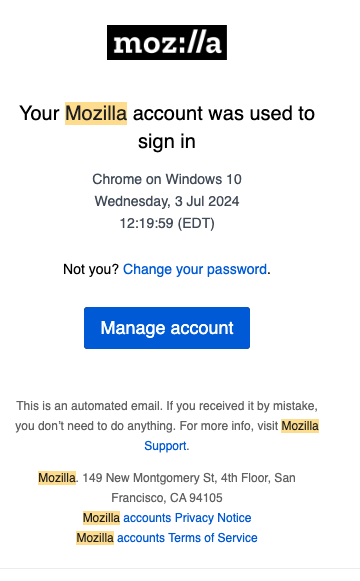 moz://a
Your Mozilla account was used to
sign in
Chrome on Windows 10
Wednesday, 3 Jul 2024
12:19:59 (EDT)
Not you? Change your password.
Manage account
This is an automated email. If you received it by mistake,
you don’t need to do anything. For more info, visit Mozilla
Support.
Mozilla. 149 New Montgomery St, 4th Floor, San
Francisco, CA 94105
Mozilla accounts Privacy Notice
Mozilla accounts Terms of Service